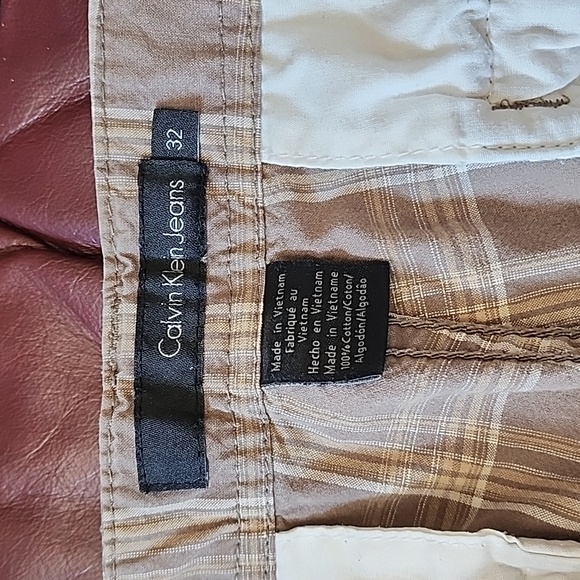 32
Calvin Klein Jeans
Made in Vietnam
Fabriqué au
Vietnam
Hecho en Vietnam
Made in Vietname
100% Cotton/Coton/
Algodón/Algodão